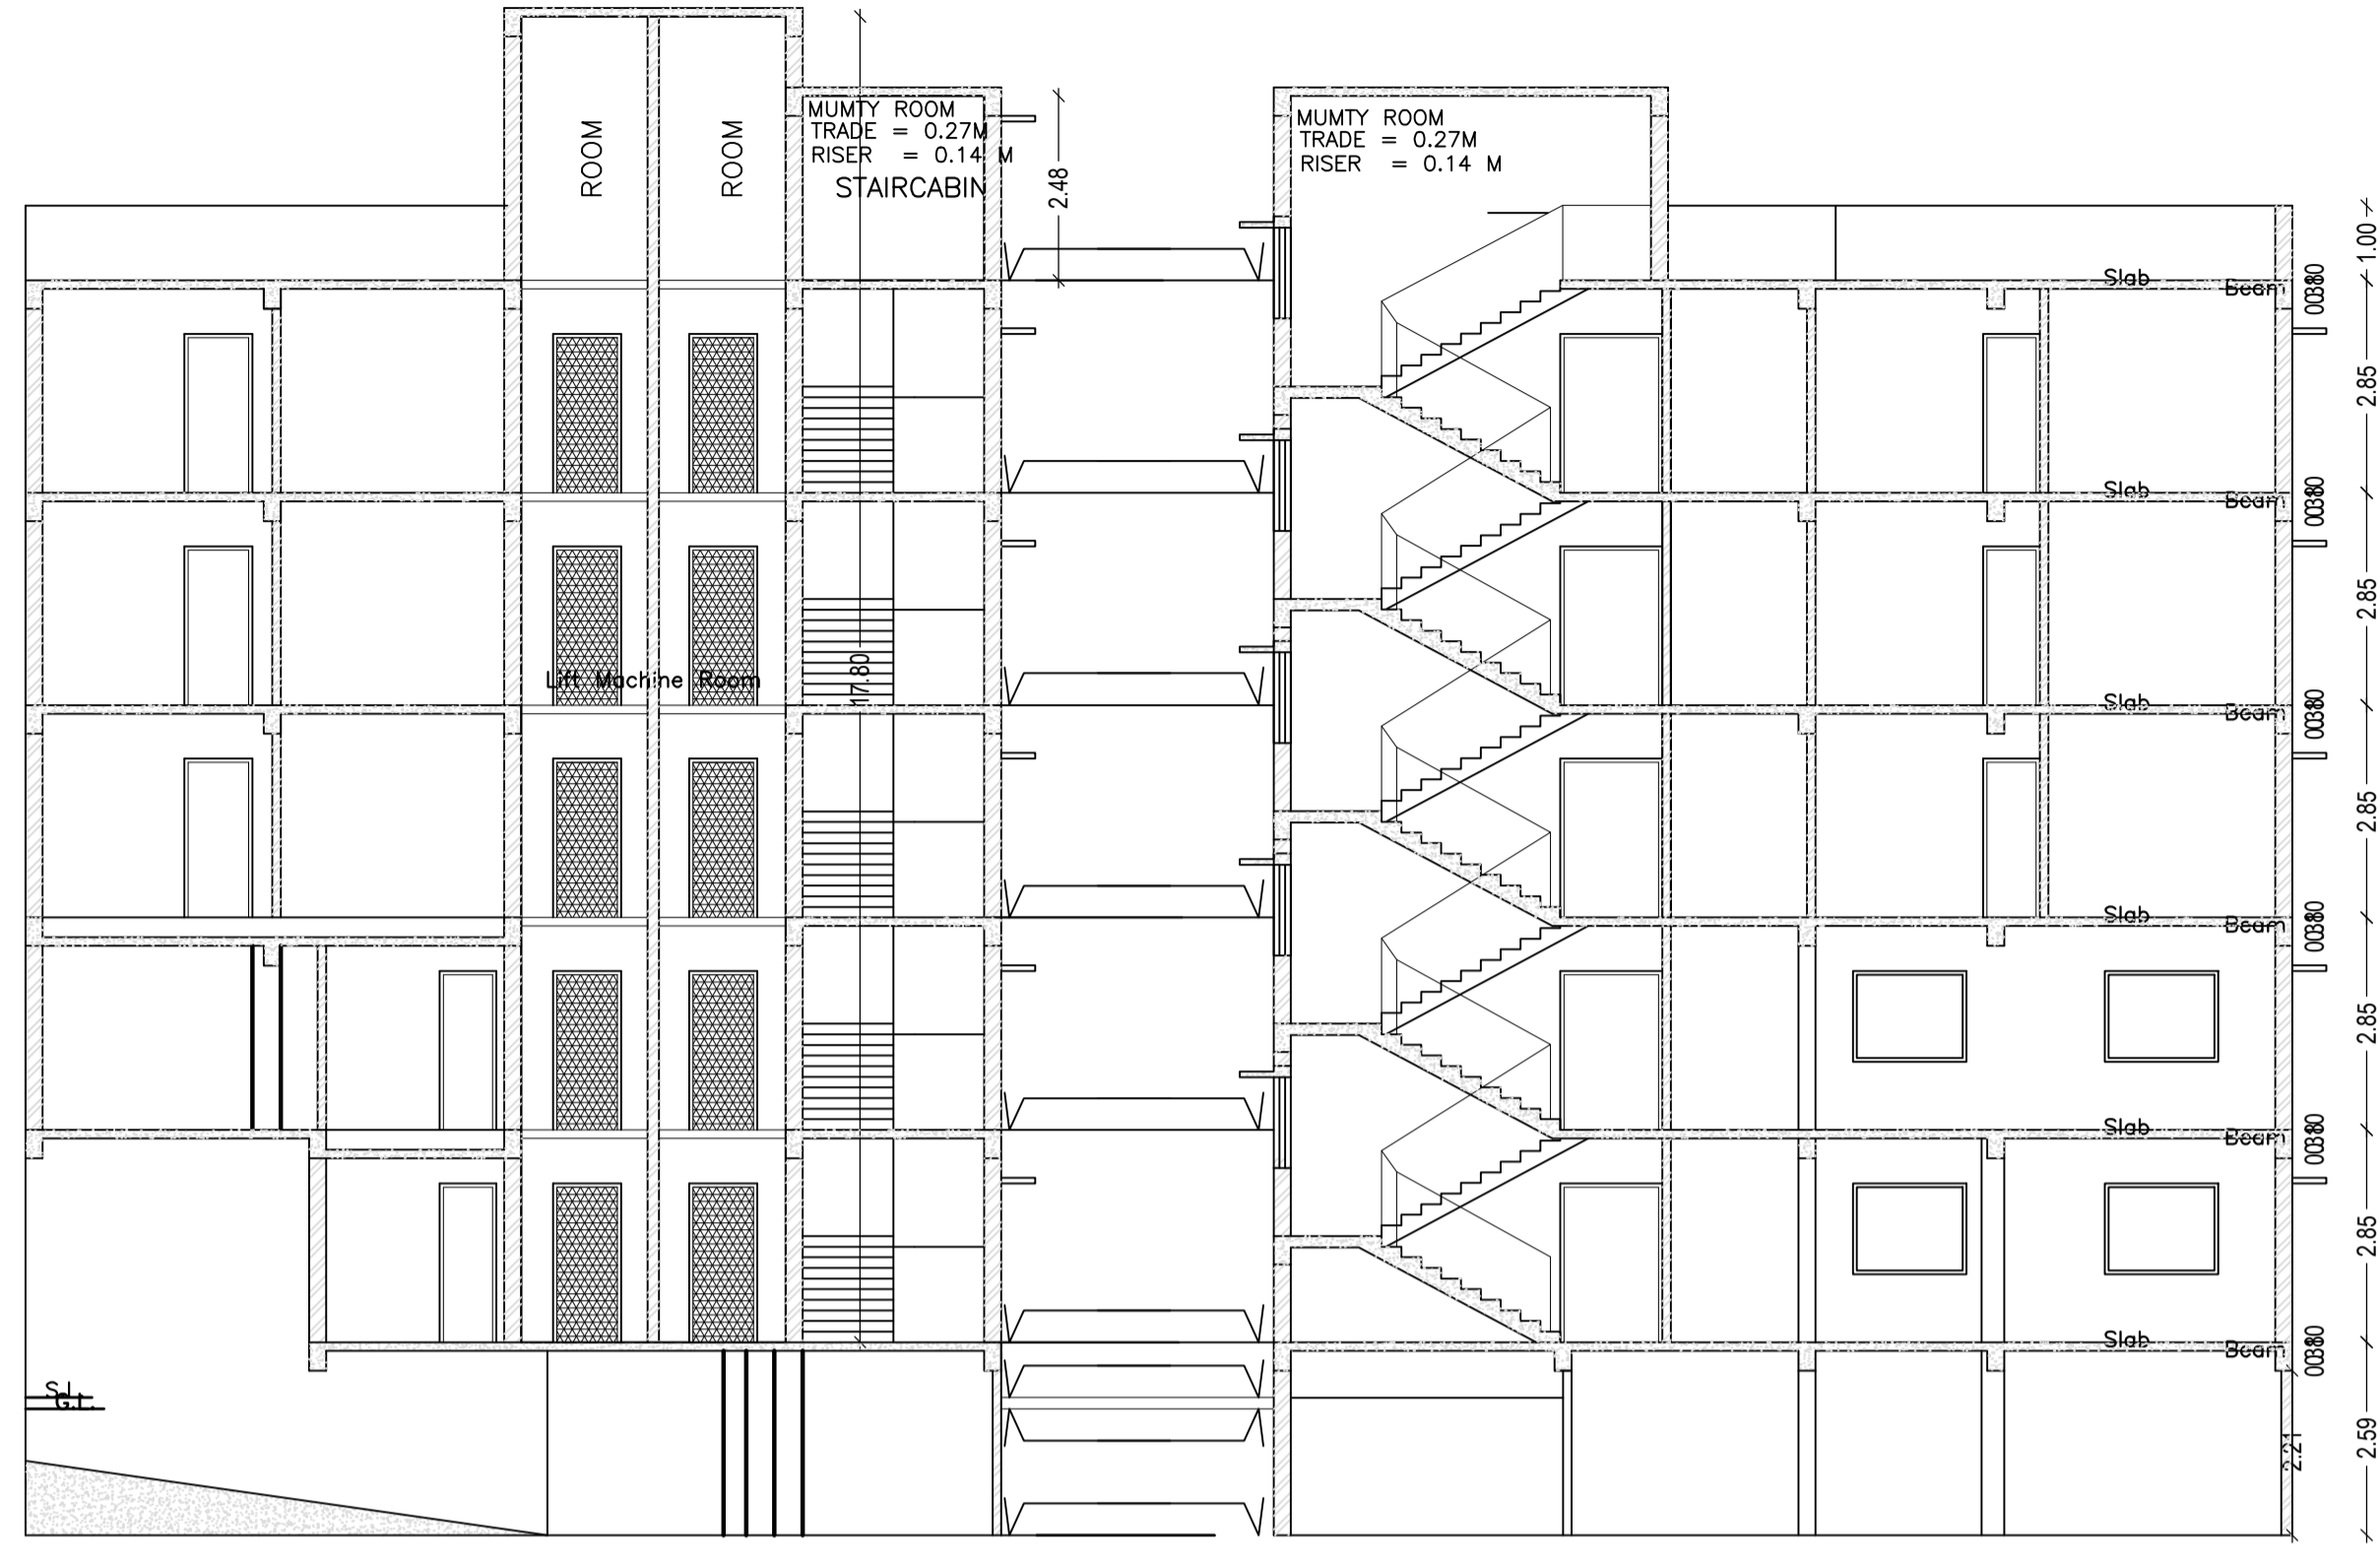 ROOM
ROOM
MUMTY ROOM
TRADE = 0.27M
RISER = 0.14 M
STAIRCABIN
2.48
MUMTY ROOM
TRADE = 0.27M
RISER = 0.14 M
1.00
Slab
Beam
2.85
Slab
Beam
2.85
Lift Machine Room
17.80
Slab
Beam
2.85
Slab
Beam
2.85
Slab
Beam
2.85
Slab
Beam
G.L.
2.21
2.59